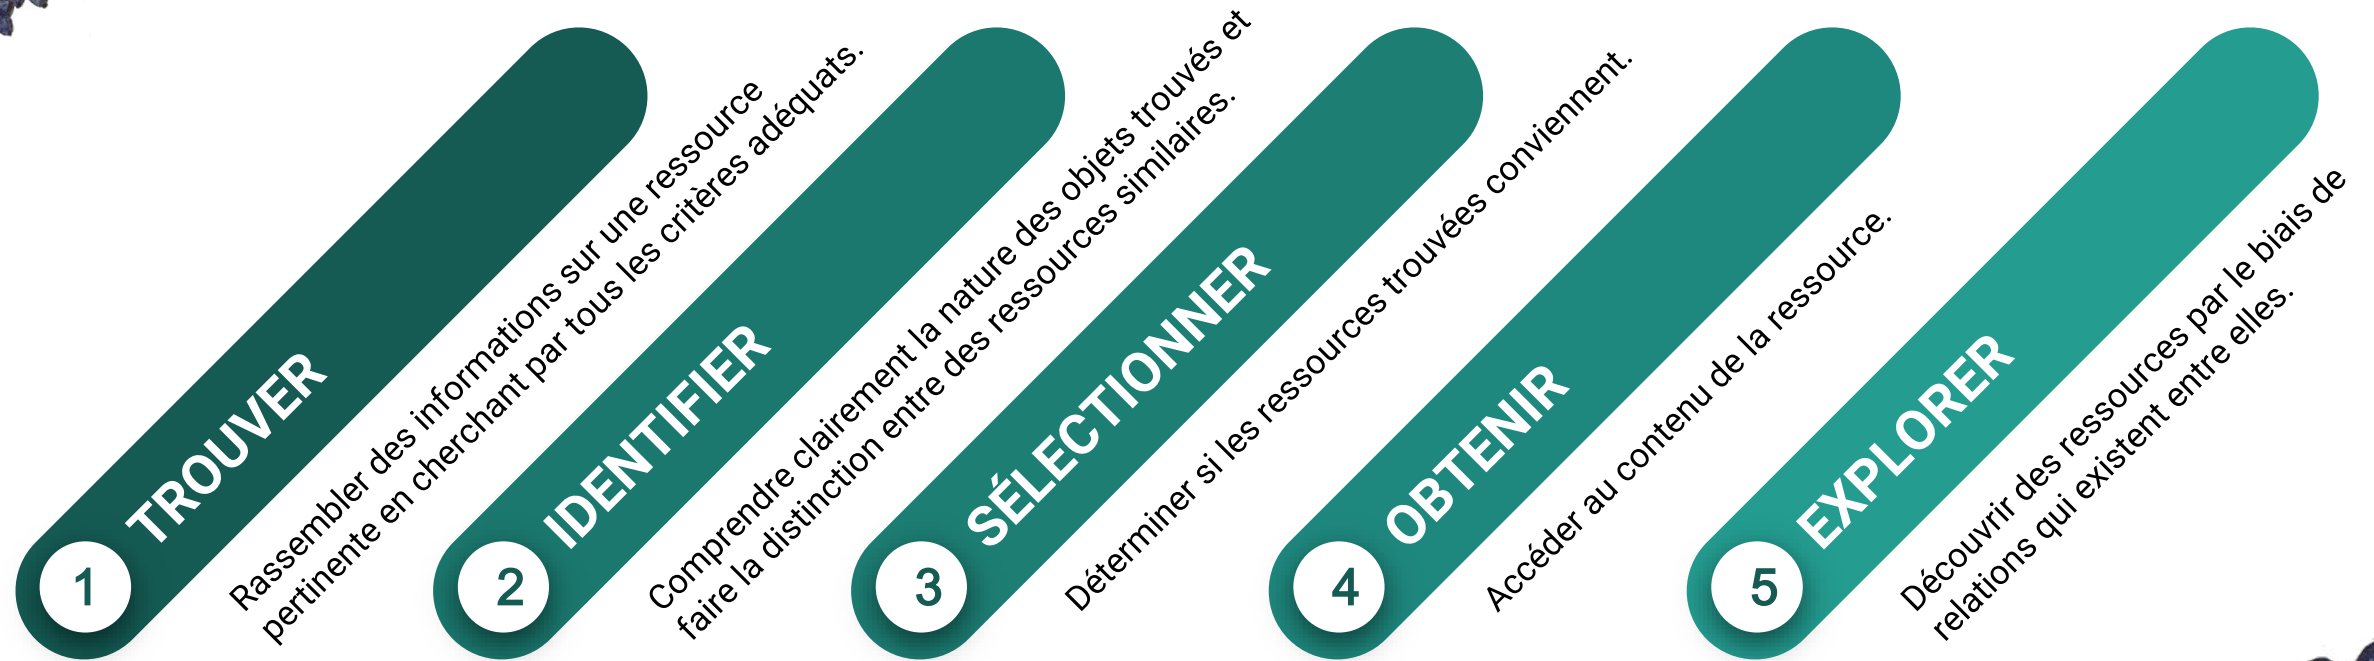 1
TROUVER
Rassembler des informations sur une ressource
pertinente en cherchant par tous les critères adéquats.
2
IDENTIFIER
Comprendre clairement la nature des objets trouvés et
faire la distinction entre des ressources similaires.
3
SÉLECTIONNER
Déterminer si les ressources trouvées conviennent.
4
OBTENIR
Accéder au contenu de la ressource.
5
EXPLORER
Découvrir des ressources par le biais de
relations qui existent entre elles.